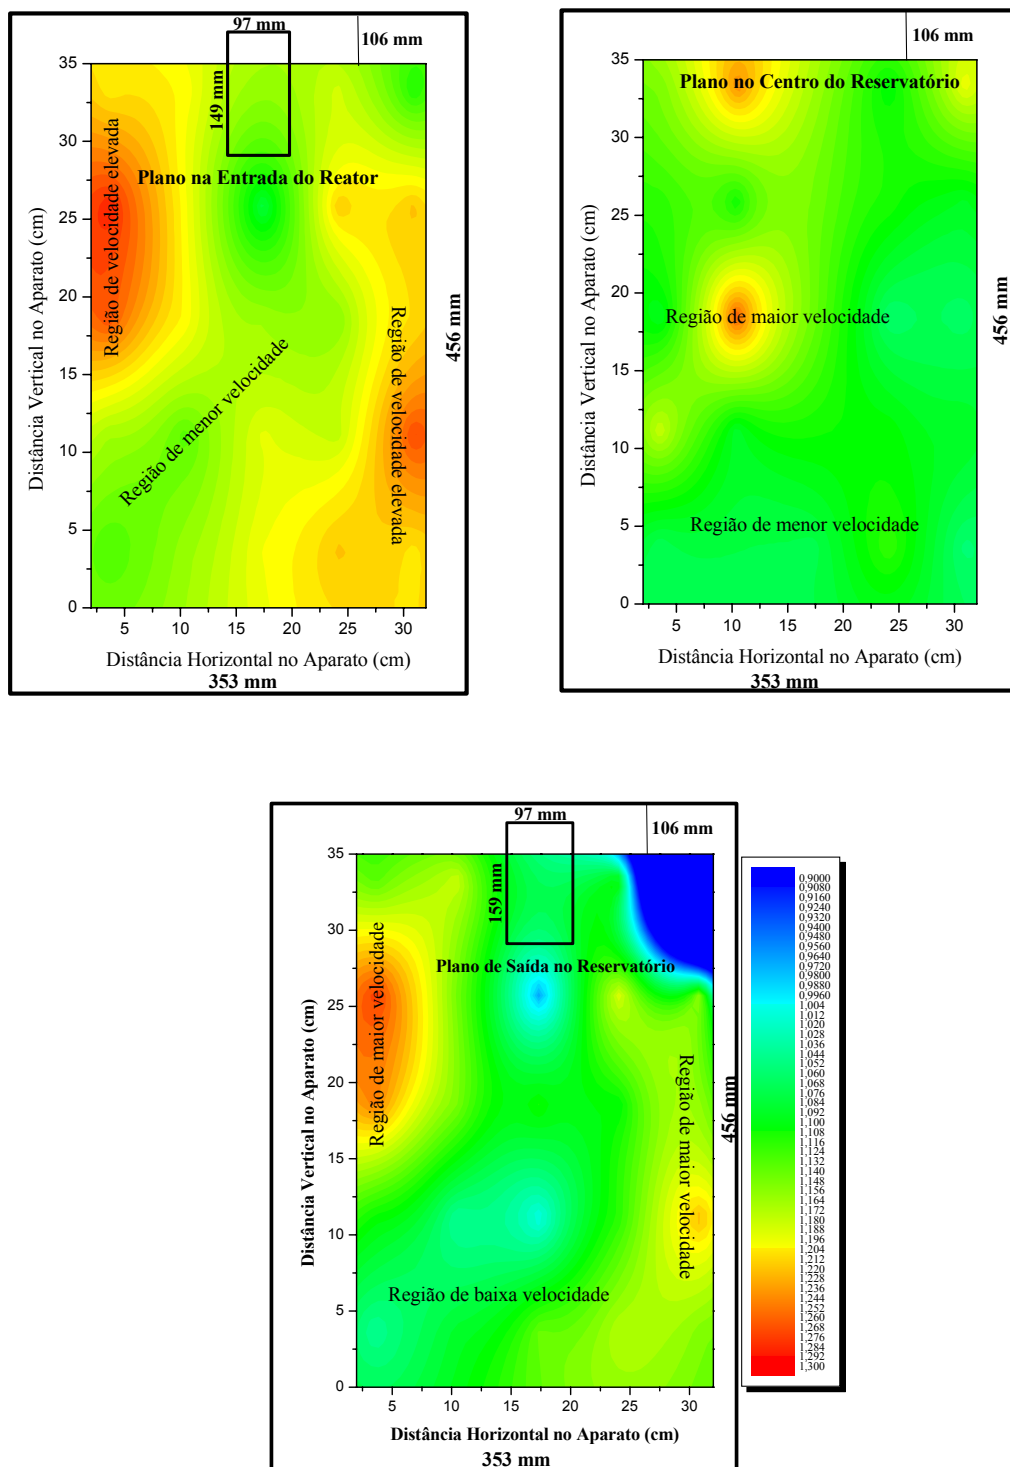 97 mm
106 mm
35
149 mm
30
Plano na Entrada do Reator
Região de velocidade elevada
25
Distância Vertical no Aparato (cm)
20
Região de velocidade elevada
456 mm
15
Região de menor velocidade
10
5
0
5 10 15 20 25 30
Distância Horizontal no Aparato (cm)
353 mm
106 mm
35
Plano no Centro do Reservatório
30
25
Distância Vertical no Aparato (cm)
20
Região de maior velocidade
456 mm
15
10
5
Região de menor velocidade
0
5 10 15 20 25 30
Distância Horizontal no Aparato (cm)
353 mm
97 mm
106 mm
35
159 mm
30
Plano de Saída no Reservatório
Região de maior velocidade
25
Distância Vertical no Aparato (cm)
20
Região de maior velocidade
456 mm
15
10
Região de baixa velocidade
5
0
5 10 15 20 25 30
Distância Horizontal no Aparato (cm)
353 mm
0,9000
0,9080
0,9160
0,9240
0,9320
0,9400
0,9480
0,9560
0,9640
0,9720
0,9800
0,9880
0,9960
1,004
1,012
1,020
1,028
1,036
1,044
1,052
1,060
1,068
1,076
1,084
1,092
1,100
1,108
1,116
1,124
1,132
1,140
1,148
1,156
1,164
1,172
1,180
1,188
1,196
1,204
1,212
1,220
1,228
1,236
1,244
1,252
1,260
1,268
1,276
1,284
1,292
1,300